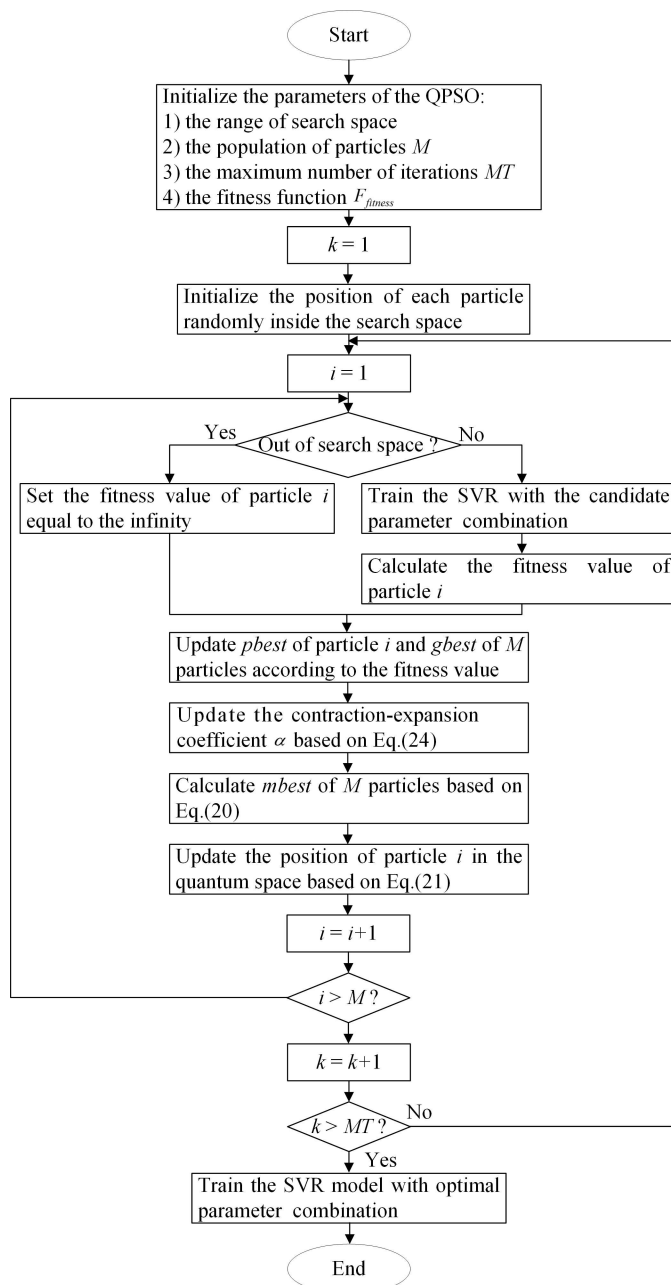 Start
Initialize the parameters of the QPSO:
1) the range of search space
2) the population of particles M
3) the maximum number of iterations MT
4) the fitness function F_fitness
k = 1
Initialize the position of each particle
randomly inside the search space
i = 1
Yes
Out of search space ?
No
Set the fitness value of particle i
equal to the infinity
Train the SVR with the candidate
parameter combination
Calculate the fitness value of
particle i
Update pbest of particle i and gbest of M
particles according to the fitness value
Update the contraction-expansion
coefficient α based on Eq.(24)
Calculate mbest of M particles based on
Eq.(20)
Update the position of particle i in the
quantum space based on Eq.(21)
i = i+1
i > M ?
k = k+1
k > MT ?
No
Yes
Train the SVR model with optimal
parameter combination
End